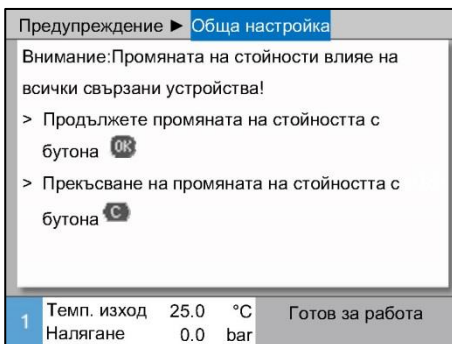 Предупреждение ► Обща настройка
Внимание:Промяната на стойности влияе на
всички свързани устройства!
> Продължете промяната на стойността с
бутона OK
> Прекъсване на промяната на стойността с
бутона C
1 Темп. изход 25.0 °C Готов за работа
Налягане 0.0 bar